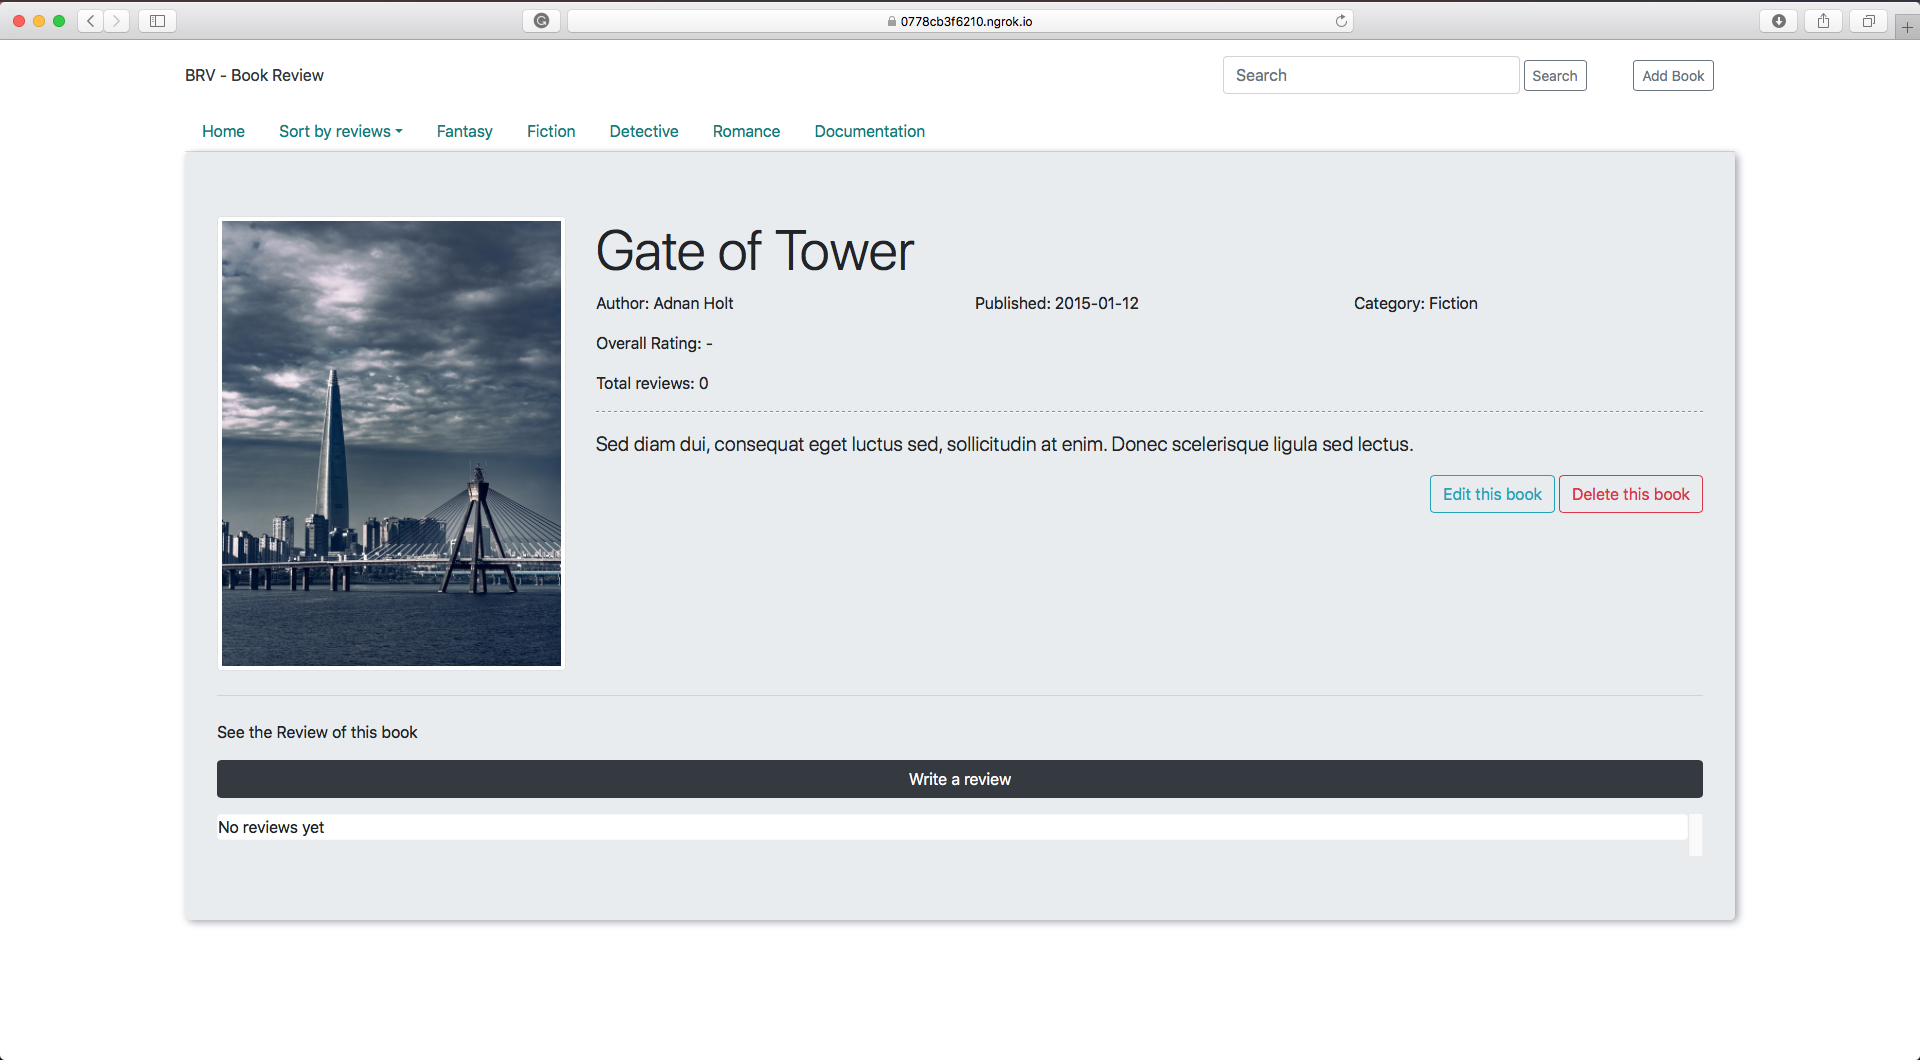 0778cb3f6210.ngrok.io
BRV - Book Review
Search
Search
Add Book
Home
Sort by reviews
Fantasy
Fiction
Detective
Romance
Documentation
Gate of Tower
Author: Adnan Holt
Published: 2015-01-12
Category: Fiction
Overall Rating: -
Total reviews: 0
Sed diam dui, consequat eget luctus sed, sollicitudin at enim. Donec scelerisque ligula sed lectus.
Edit this book
Delete this book
See the Review of this book
Write a review
No reviews yet